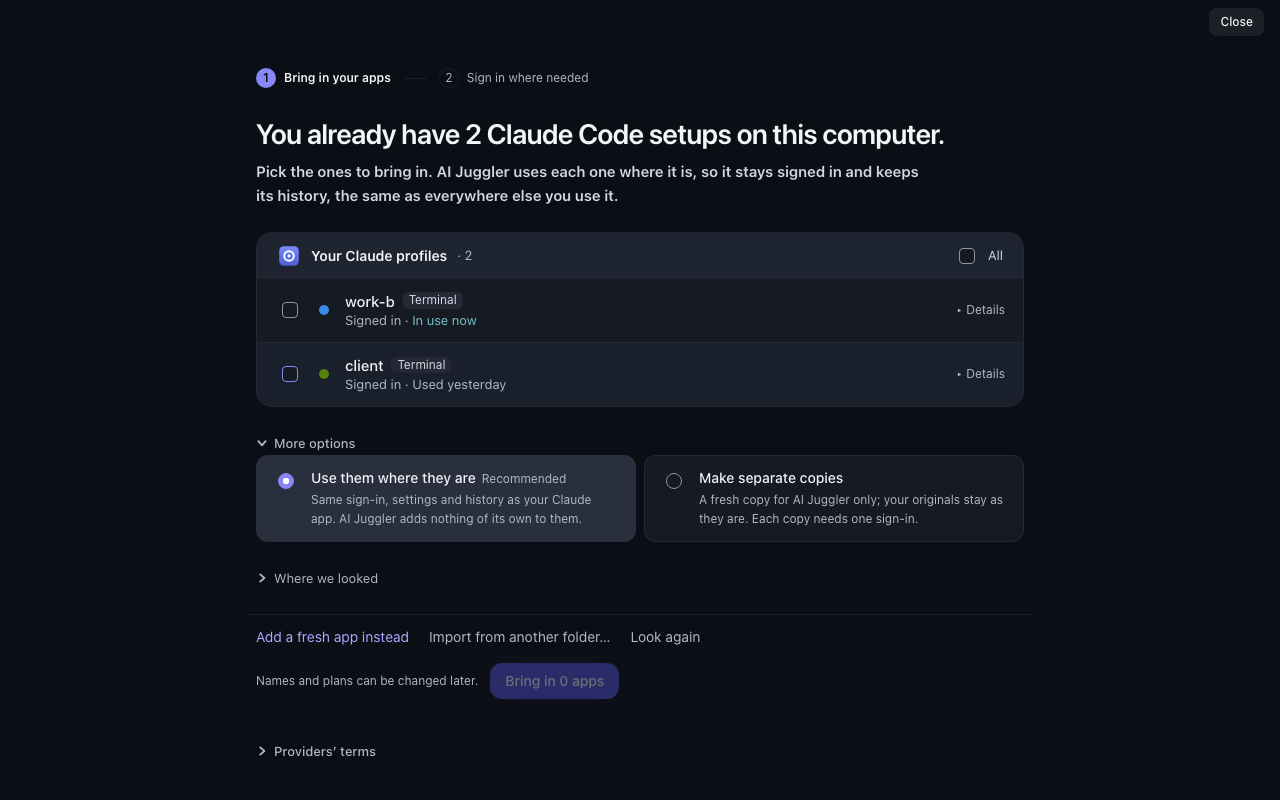 Close
1 Bring in your apps 2 Sign in where needed
You already have 2 Claude Code setups on this computer.
Pick the ones to bring in. AI Juggler uses each one where it is, so it stays signed in and keeps
its history, the same as everywhere else you use it.
Your Claude profiles · 2 All
work-b Terminal
Signed in · In use now
Details
client Terminal
Signed in · Used yesterday
Details
More options
Use them where they are Recommended
Same sign-in, settings and history as your Claude
app. AI Juggler adds nothing of its own to them.
Make separate copies
A fresh copy for AI Juggler only; your originals stay as
they are. Each copy needs one sign-in.
Where we looked
Add a fresh app instead Import from another folder… Look again
Names and plans can be changed later. Bring in 0 apps
Providers’ terms